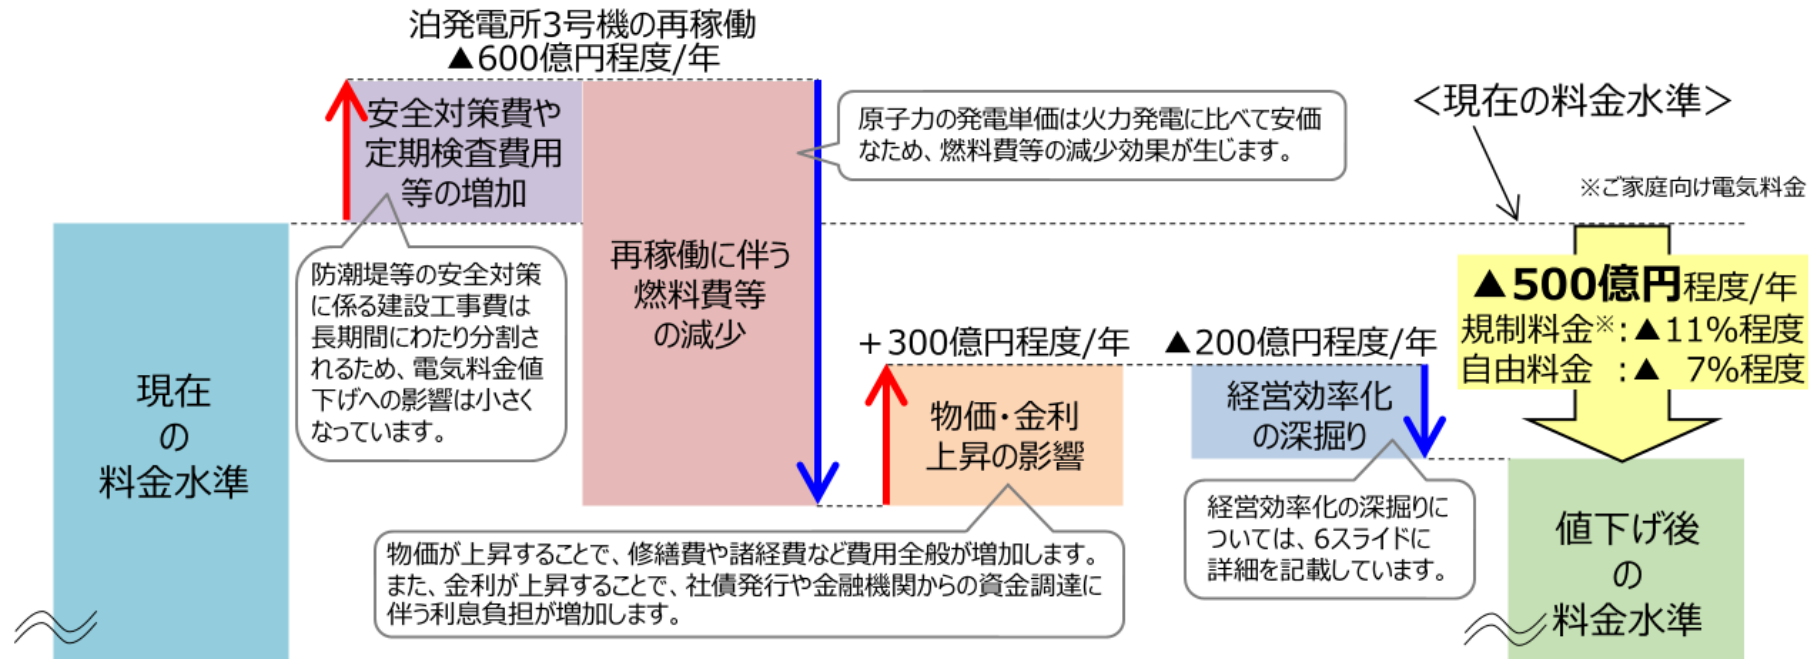 泊発電所3号機の再稼働
▲600億円程度/年
安全対策費や
定期検査費用
等の増加
原子力の発電単価は火力発電に比べて安価
なため、燃料費等の減少効果が生じます。
＜現在の料金水準＞
※ご家庭向け電気料金
防潮堤等の安全対策
に係る建設工事費は
長期間にわたり分割さ
れるため、電気料金値
下げへの影響は小さく
なっています。
再稼働に伴う
燃料費等
の減少
▲500億円程度/年
規制料金※:▲11%程度
自由料金 :▲ 7%程度
+300億円程度/年
▲200億円程度/年
現在
の
料金水準
物価・金利
上昇の影響
経営効率化
の深掘り
物価が上昇することで、修繕費や諸経費など費用全般が増加します。
また、金利が上昇することで、社債発行や金融機関からの資金調達に
伴う利息負担が増加します。
経営効率化の深掘りに
ついては、6スライドに
詳細を記載しています。
値下げ後
の
料金水準